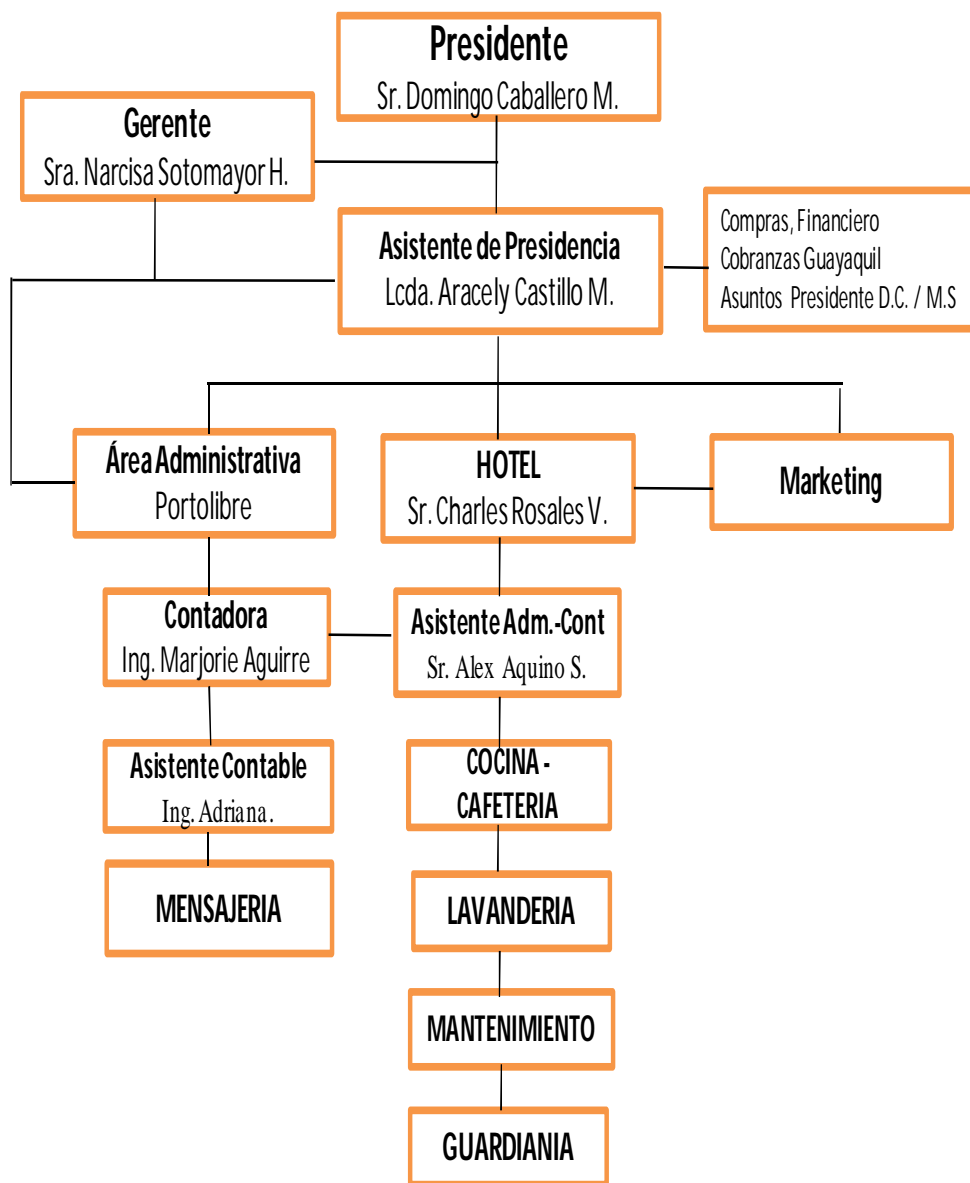 Presidente
Sr. Domingo Caballero M.
Gerente
Sra. Narcisa Sotomayor H.
Asistente de Presidencia
Lcda. Aracely Castillo M.
Compras, Financiero
Cobranzas Guayaquil
Asuntos Presidente D.C. / M.S
Área Administrativa
Portolibre
HOTEL
Sr. Charles Rosales V.
Marketing
Contadora
Ing. Marjorie Aguirre
Asistente Adm.-Cont
Sr. Alex Aquino S.
Asistente Contable
Ing. Adriana.
COCINA -
CAFETERIA
MENSAJERIA
LAVANDERIA
MANTENIMIENTO
GUARDIANIA